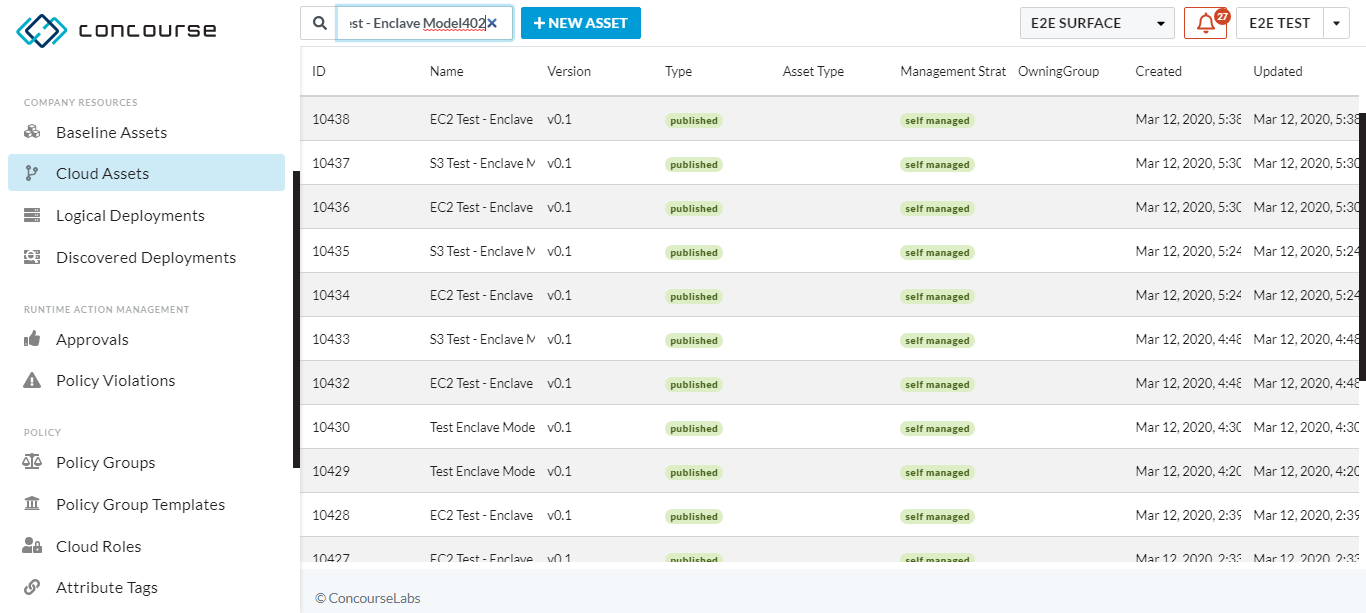 concourse
est - Enclave Model402
NEW ASSET
E2E SURFACE
27
E2E TEST
COMPANY RESOURCES
Baseline Assets
Cloud Assets
Logical Deployments
Discovered Deployments
RUNTIME ACTION MANAGEMENT
Approvals
Policy Violations
POLICY
Policy Groups
Policy Group Templates
Cloud Roles
Attribute Tags
ID Name Version Type Asset Type Management Strat OwningGroup Created Updated
10438 EC2 Test - Enclave v0.1 published self managed Mar 12, 2020, 5:38 Mar 12, 2020, 5:38
10437 S3 Test - Enclave M v0.1 published self managed Mar 12, 2020, 5:30 Mar 12, 2020, 5:30
10436 EC2 Test - Enclave v0.1 published self managed Mar 12, 2020, 5:30 Mar 12, 2020, 5:30
10435 S3 Test - Enclave M v0.1 published self managed Mar 12, 2020, 5:24 Mar 12, 2020, 5:24
10434 EC2 Test - Enclave v0.1 published self managed Mar 12, 2020, 5:24 Mar 12, 2020, 5:24
10433 S3 Test - Enclave M v0.1 published self managed Mar 12, 2020, 4:48 Mar 12, 2020, 4:48
10432 EC2 Test - Enclave v0.1 published self managed Mar 12, 2020, 4:48 Mar 12, 2020, 4:48
10430 Test Enclave Mode v0.1 published self managed Mar 12, 2020, 4:30 Mar 12, 2020, 4:30
10429 Test Enclave Mode v0.1 published self managed Mar 12, 2020, 4:20 Mar 12, 2020, 4:20
10428 EC2 Test - Enclave v0.1 published self managed Mar 12, 2020, 2:39 Mar 12, 2020, 2:39
10427 EC2 Test - Enclave v0.1 published self managed Mar 12, 2020, 2:33 Mar 12, 2020, 2:33
© ConcourseLabs